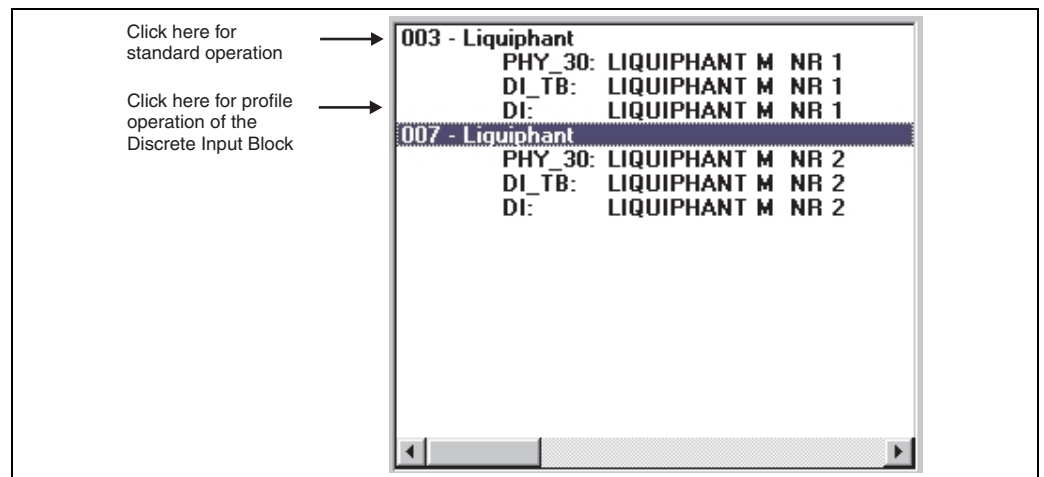 Click here for
standard operation
Click here for profile
operation of the
Discrete Input Block
003 - Liquiphant
PHY_30: LIQUIPHANT M NR 1
DI_TB: LIQUIPHANT M NR 1
DI: LIQUIPHANT M NR 1
007 - Liquiphant
PHY_30: LIQUIPHANT M NR 2
DI_TB: LIQUIPHANT M NR 2
DI: LIQUIPHANT M NR 2